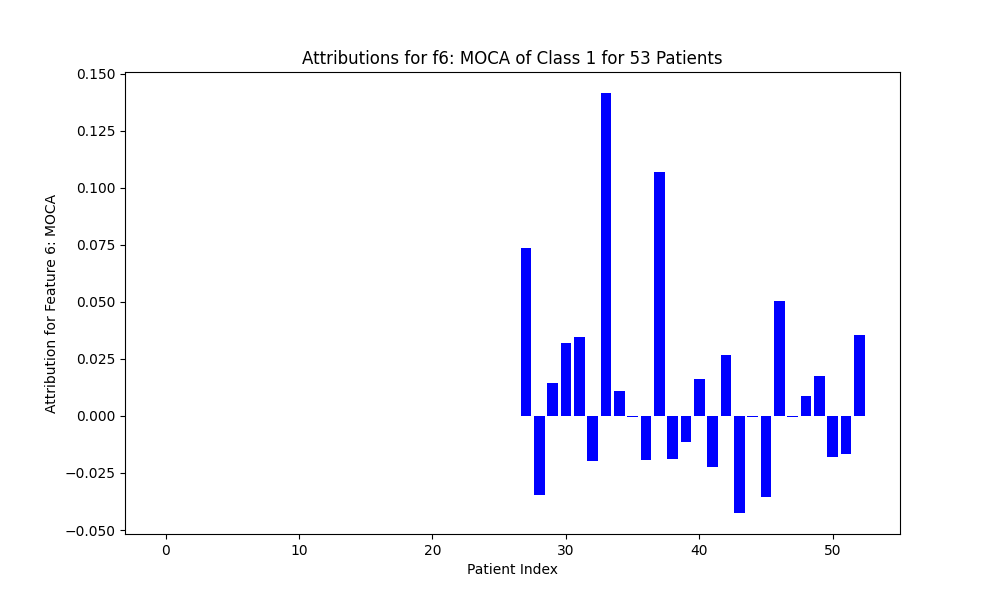 Attributions for f6: MOCA of Class 1 for 53 Patients
0.150
0.125
0.100
0.075
0.050
0.025
0.000
−0.025
−0.050
Attribution for Feature 6: MOCA
0 10 20 30 40 50
Patient Index